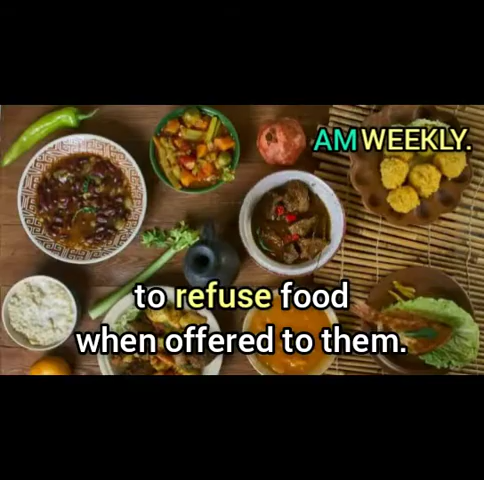 AM WEEKLY.
to refuse food
when offered to them.